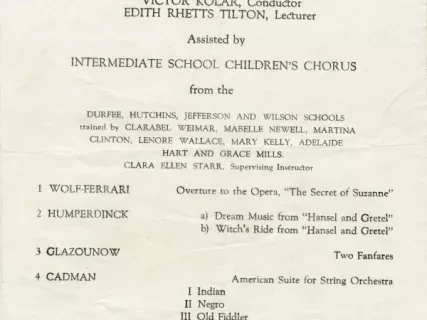 VICTOR KOLAR, Conductor
EDITH RHETTS TILTON, Lecturer
Assisted by
INTERMEDIATE SCHOOL CHILDREN'S CHORUS
from the
DURFEE, HUTCHINS, JEFFERSON AND WILSON SCHOOLS
trained by CLARABEL WEIMAR, MABELLE NEWELL, MARTINA
CLINTON, LENORE WALLACE, MARY KELLY, ADELAIDE
HART AND GRACE MILLS.
CLARA ELLEN STARR, Supervising Instructor
1 WOLF-FERRARI Overture to the Opera, "The Secret of Suzanne"
2 HUMPERDINCK a) Dream Music from "Hansel and Gretel"
b) Witch's Ride from "Hansel and Gretel"
3 GLAZOUNOW Two Fanfares
4 CADMAN American Suite for String Orchestra
I Indian
II Negro
III Old Fiddler